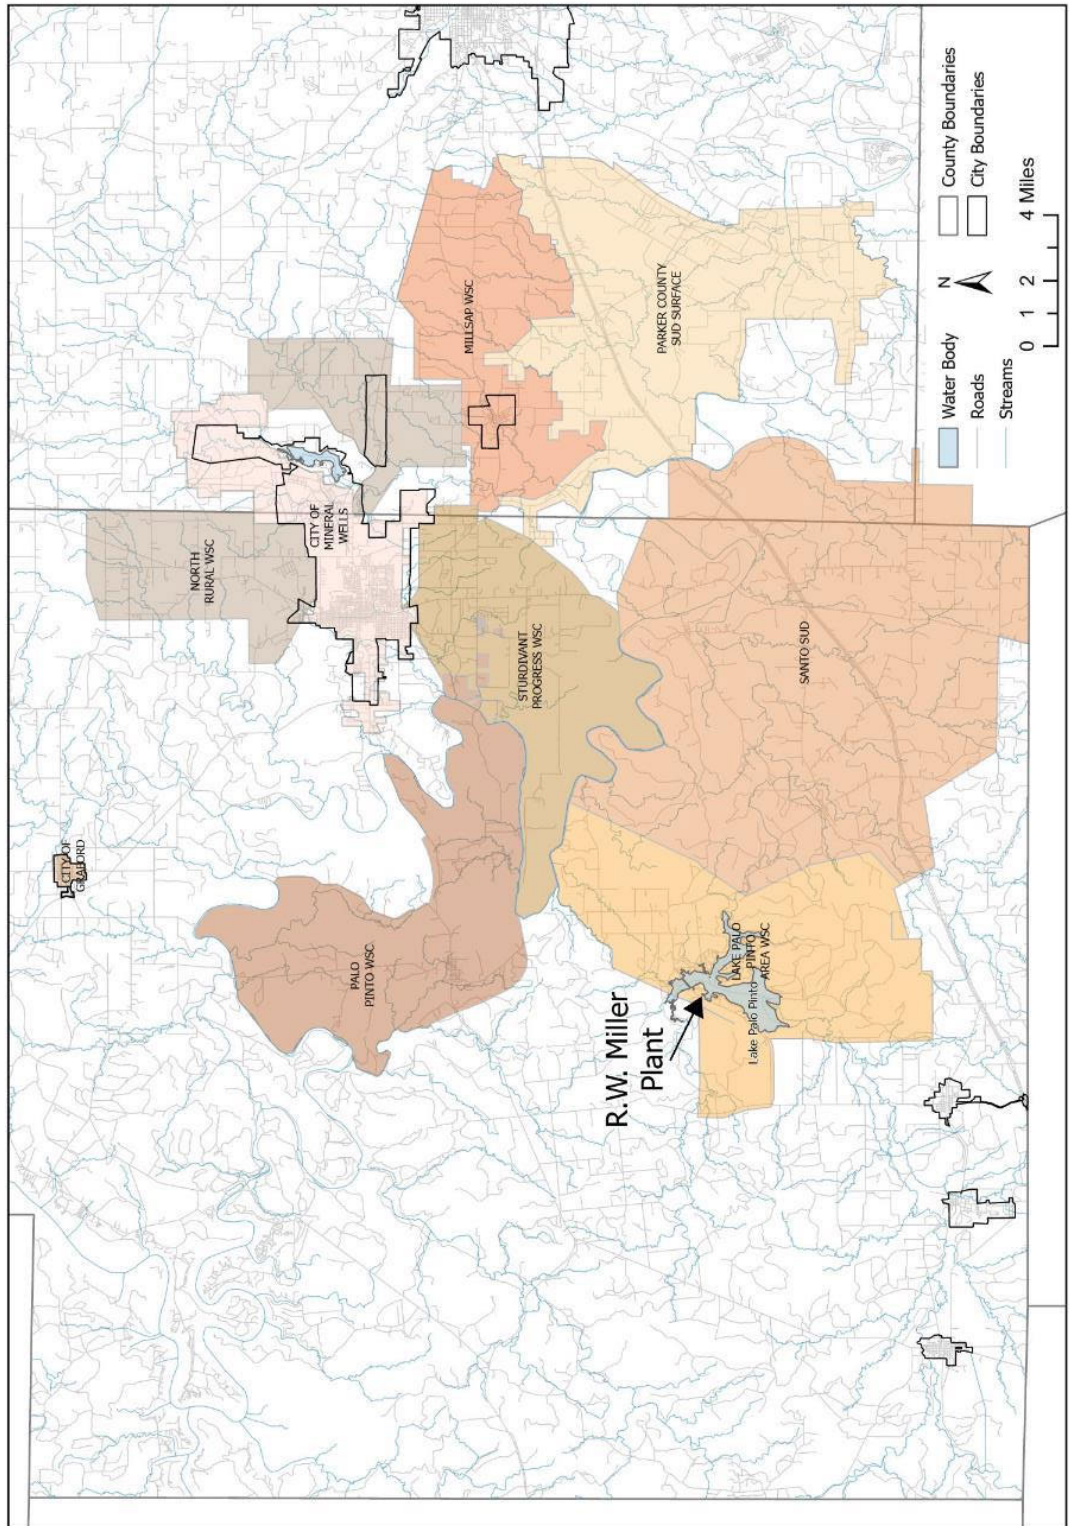 CITY OF
GRAFORD
NORTH
RURAL WSC
CITY OF
MINERAL
WELLS
PALO
PINTO WSC
STURDIVANT
PROGRESS WSC
MILLSAP WSC
PARKER COUNTY
SUD SURFACE
SANTO SUD
R.W. Miller
Plant
LAKE PALO
PINTO
AREA WSC
Lake Palo Pinto
Water Body
Roads
Streams
N
County Boundaries
City Boundaries
0 1 2 4 Miles